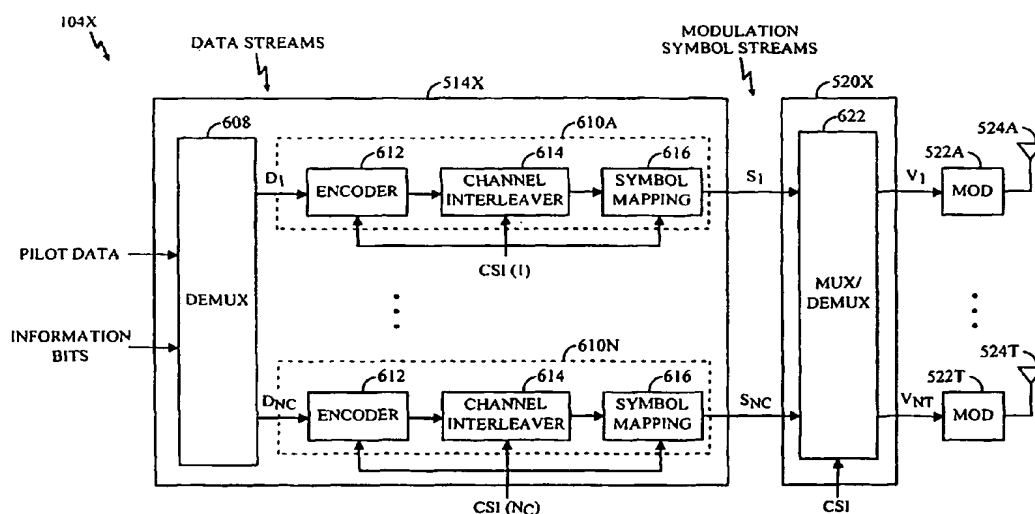 104X
DATA STREAMS
MODULATION
SYMBOL STREAMS
514X
520X
608
610A
622
524A
612
614
616
522A
D1
ENCODER
CHANNEL
INTERLEAVER
SYMBOL
MAPPING
S1
V1
MOD
PILOT DATA
CSI (1)
DEMUX
MUX/
DEMUX
INFORMATION
BITS
610N
524T
612
614
616
522T
DNC
ENCODER
CHANNEL
INTERLEAVER
SYMBOL
MAPPING
SNC
VNT
MOD
CSI (NC)
CSI